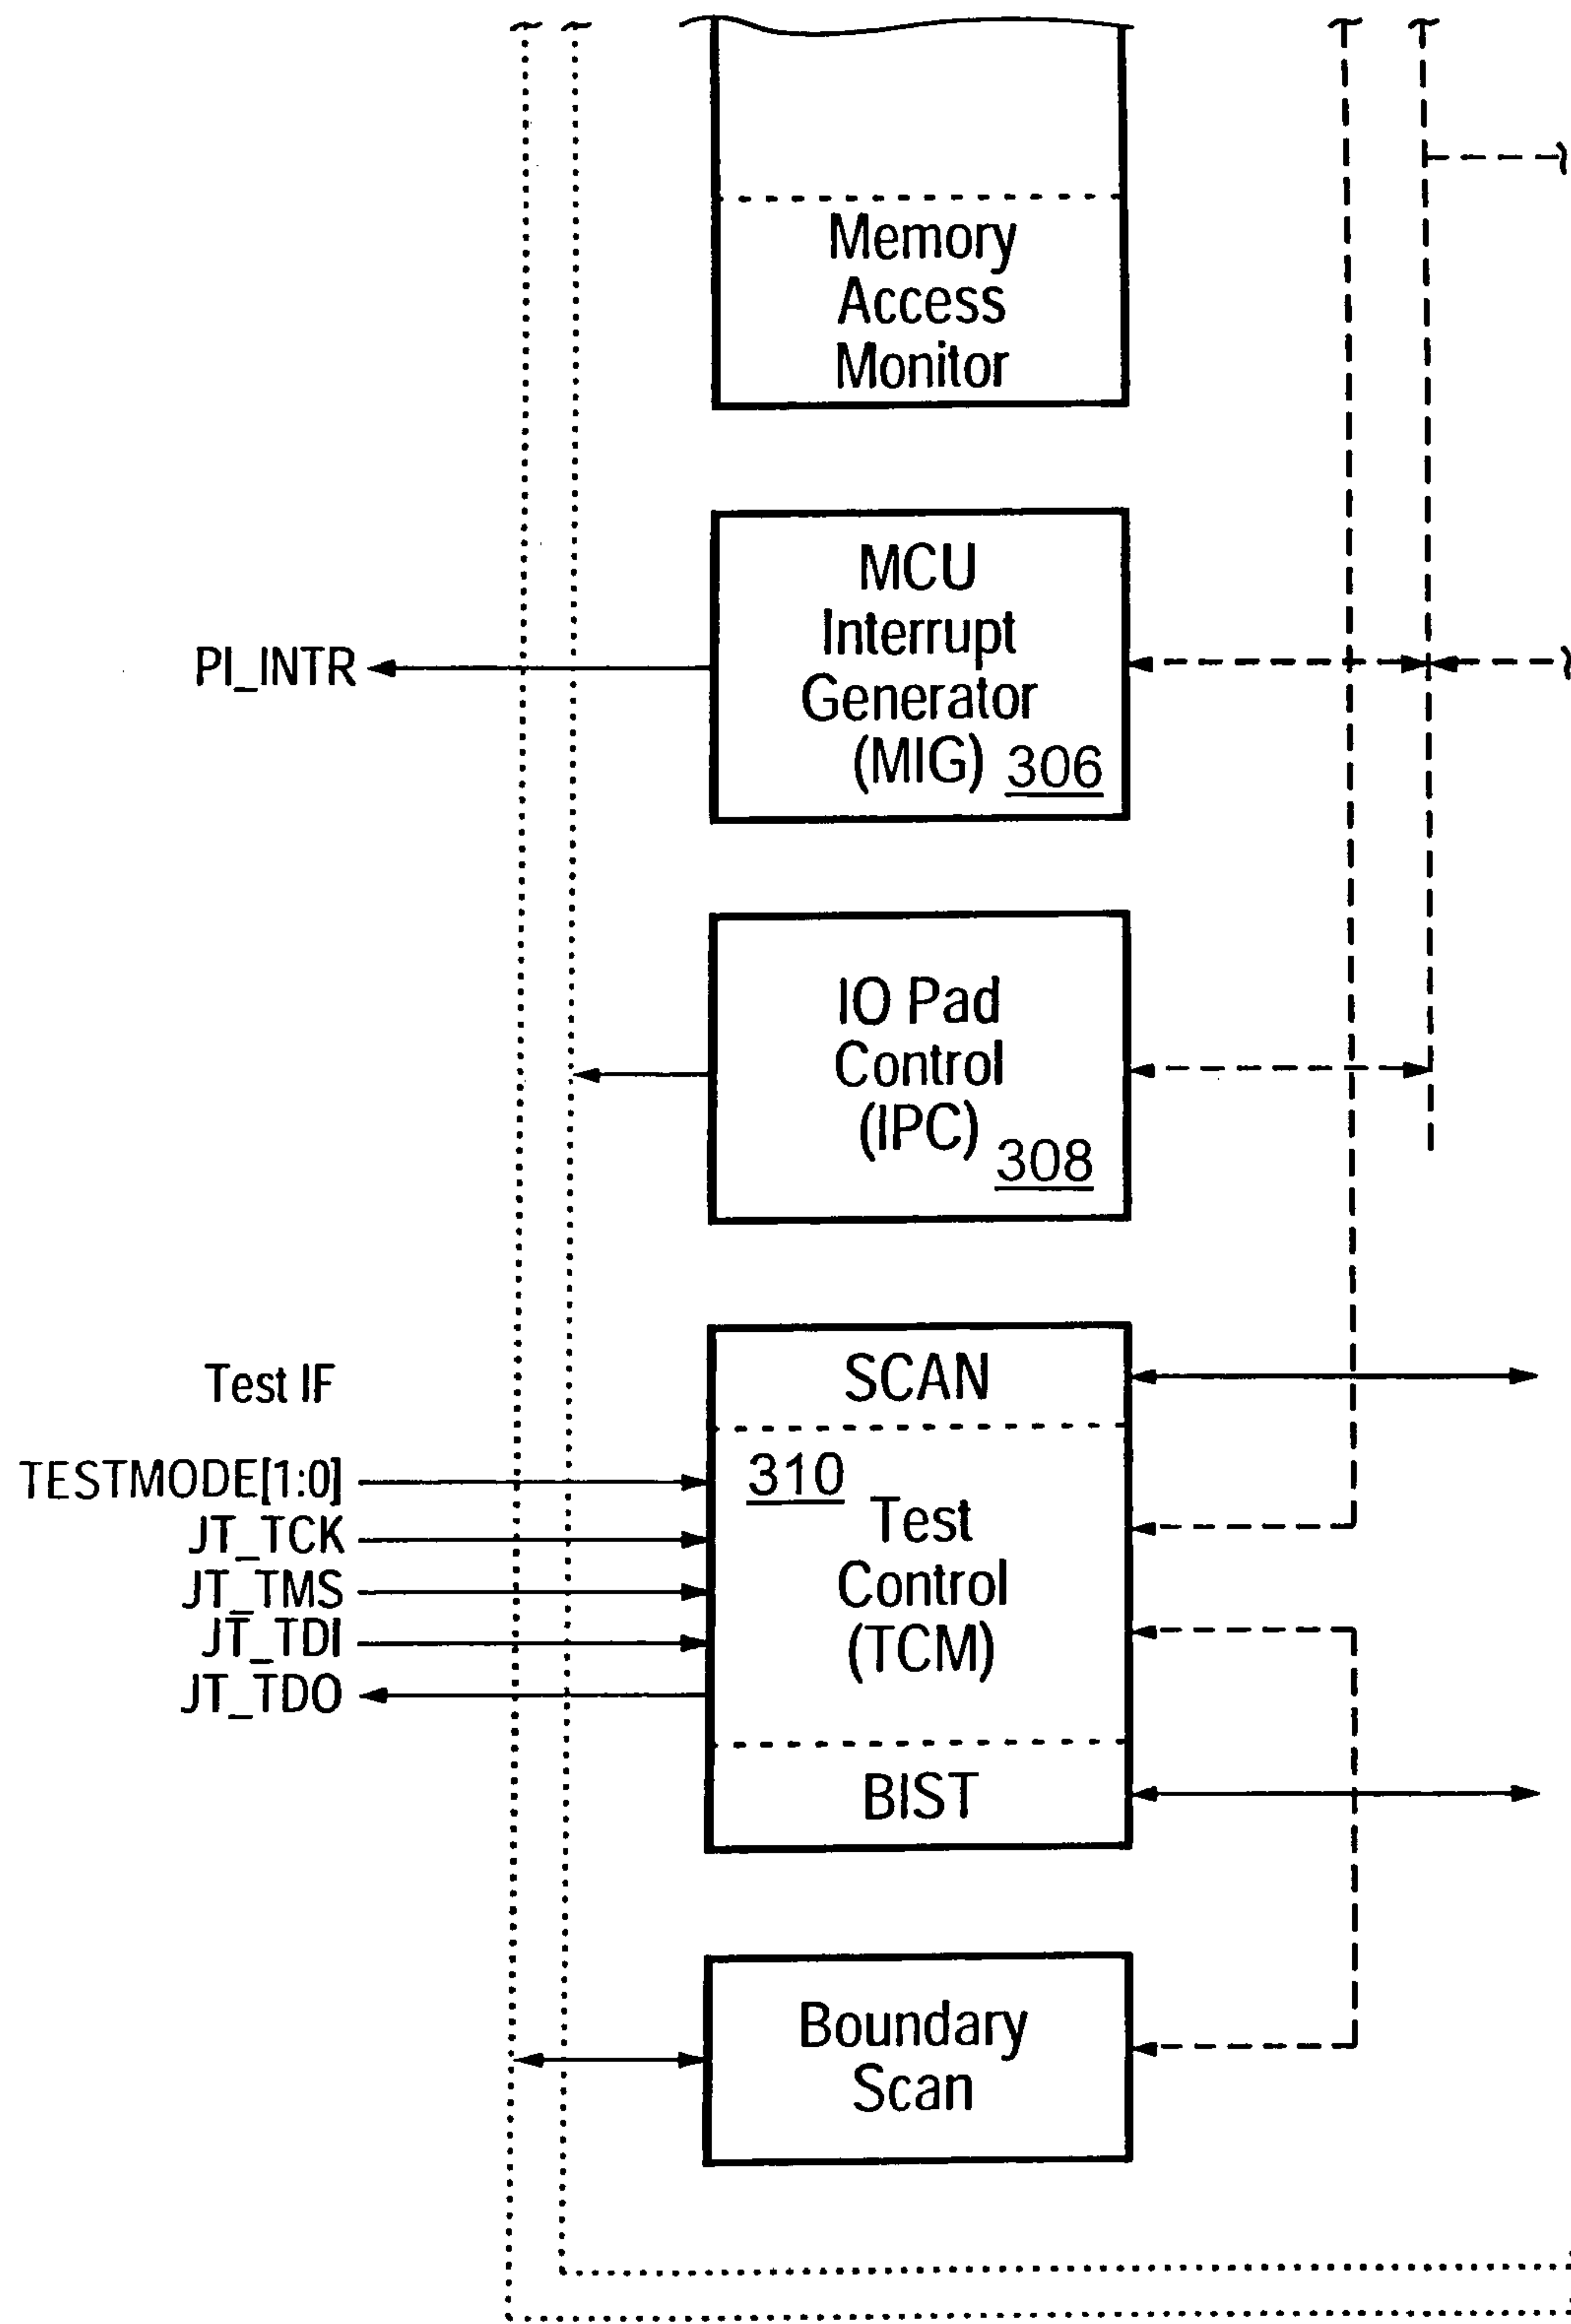 Memory
Access
Monitor
MCU
Interrupt
Generator
(MIG) 306
PI_INTR
IO Pad
Control
(IPC)
308
Test IF
TESTMODE[1:0]
JT_TCK
JT_TMS
JT_TDI
JT_TDO
SCAN
310
Test
Control
(TCM)
BIST
Boundary
Scan